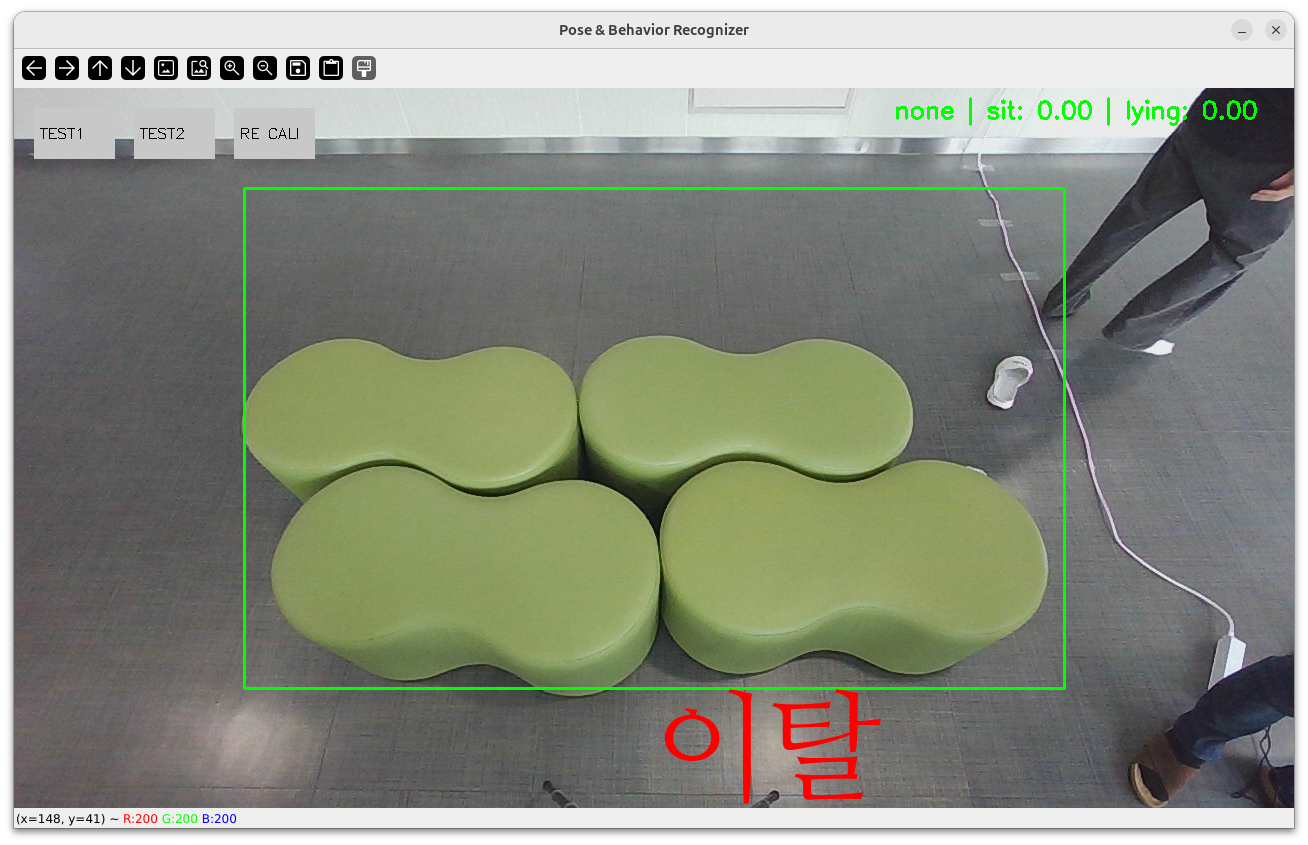 Pose & Behavior Recognizer
none | sit: 0.00 | lying: 0.00
TEST1
TEST2
RE CALI
이탈
(x=148, y=41) ~ R:200 G:200 B:200